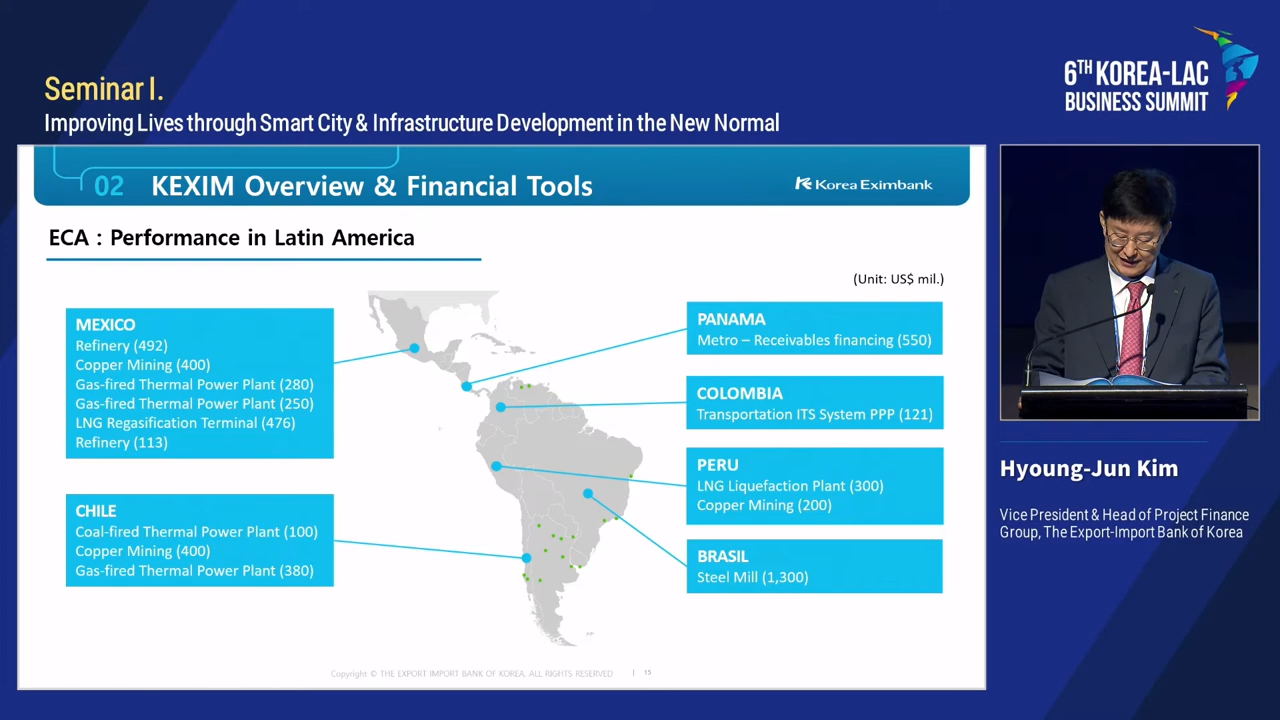 Seminar I.
Improving Lives through Smart City & Infrastructure Development in the New Normal
6TH KOREA-LAC
BUSINESS SUMMIT
02 KEXIM Overview & Financial Tools
Korea Eximbank
ECA : Performance in Latin America
(Unit: US$ mil.)
MEXICO
Refinery (492)
Copper Mining (400)
Gas-fired Thermal Power Plant (280)
Gas-fired Thermal Power Plant (250)
LNG Regasification Terminal (476)
Refinery (113)
CHILE
Coal-fired Thermal Power Plant (100)
Copper Mining (400)
Gas-fired Thermal Power Plant (380)
PANAMA
Metro – Receivables financing (550)
COLOMBIA
Transportation ITS System PPP (121)
PERU
LNG Liquefaction Plant (300)
Copper Mining (200)
BRASIL
Steel Mill (1,300)
Copyright © THE EXPORT IMPORT BANK OF KOREA, ALL RIGHTS RESERVED | 15
Hyoung-Jun Kim
Vice President & Head of Project Finance
Group, The Export-Import Bank of Korea